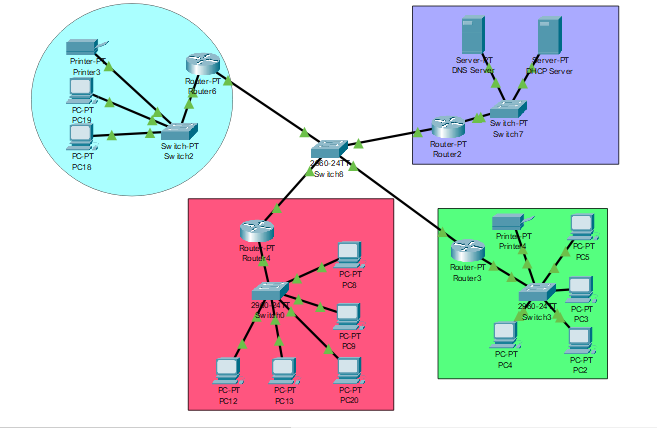 Printer-PT
Printer3
PC-PT
PC19
PC-PT
PC16
Router-PT
Router6
Switch-PT
Switch2
Server-PT
DNS Server
Server-PT
DHCP Server
Switch-PT
Switch7
Router-PT
Router2
2960-24TT
Switch6
Router-PT
Router4
PC-PT
PC8
2960-24TT
Switch0
PC-PT
PC9
PC-PT
PC12
PC-PT
PC13
PC-PT
PC20
Printer-PT
Printer4
PC-PT
PC5
Router-PT
Router3
2960-24TT
Switch3
PC-PT
PC3
PC-PT
PC4
PC-PT
PC2